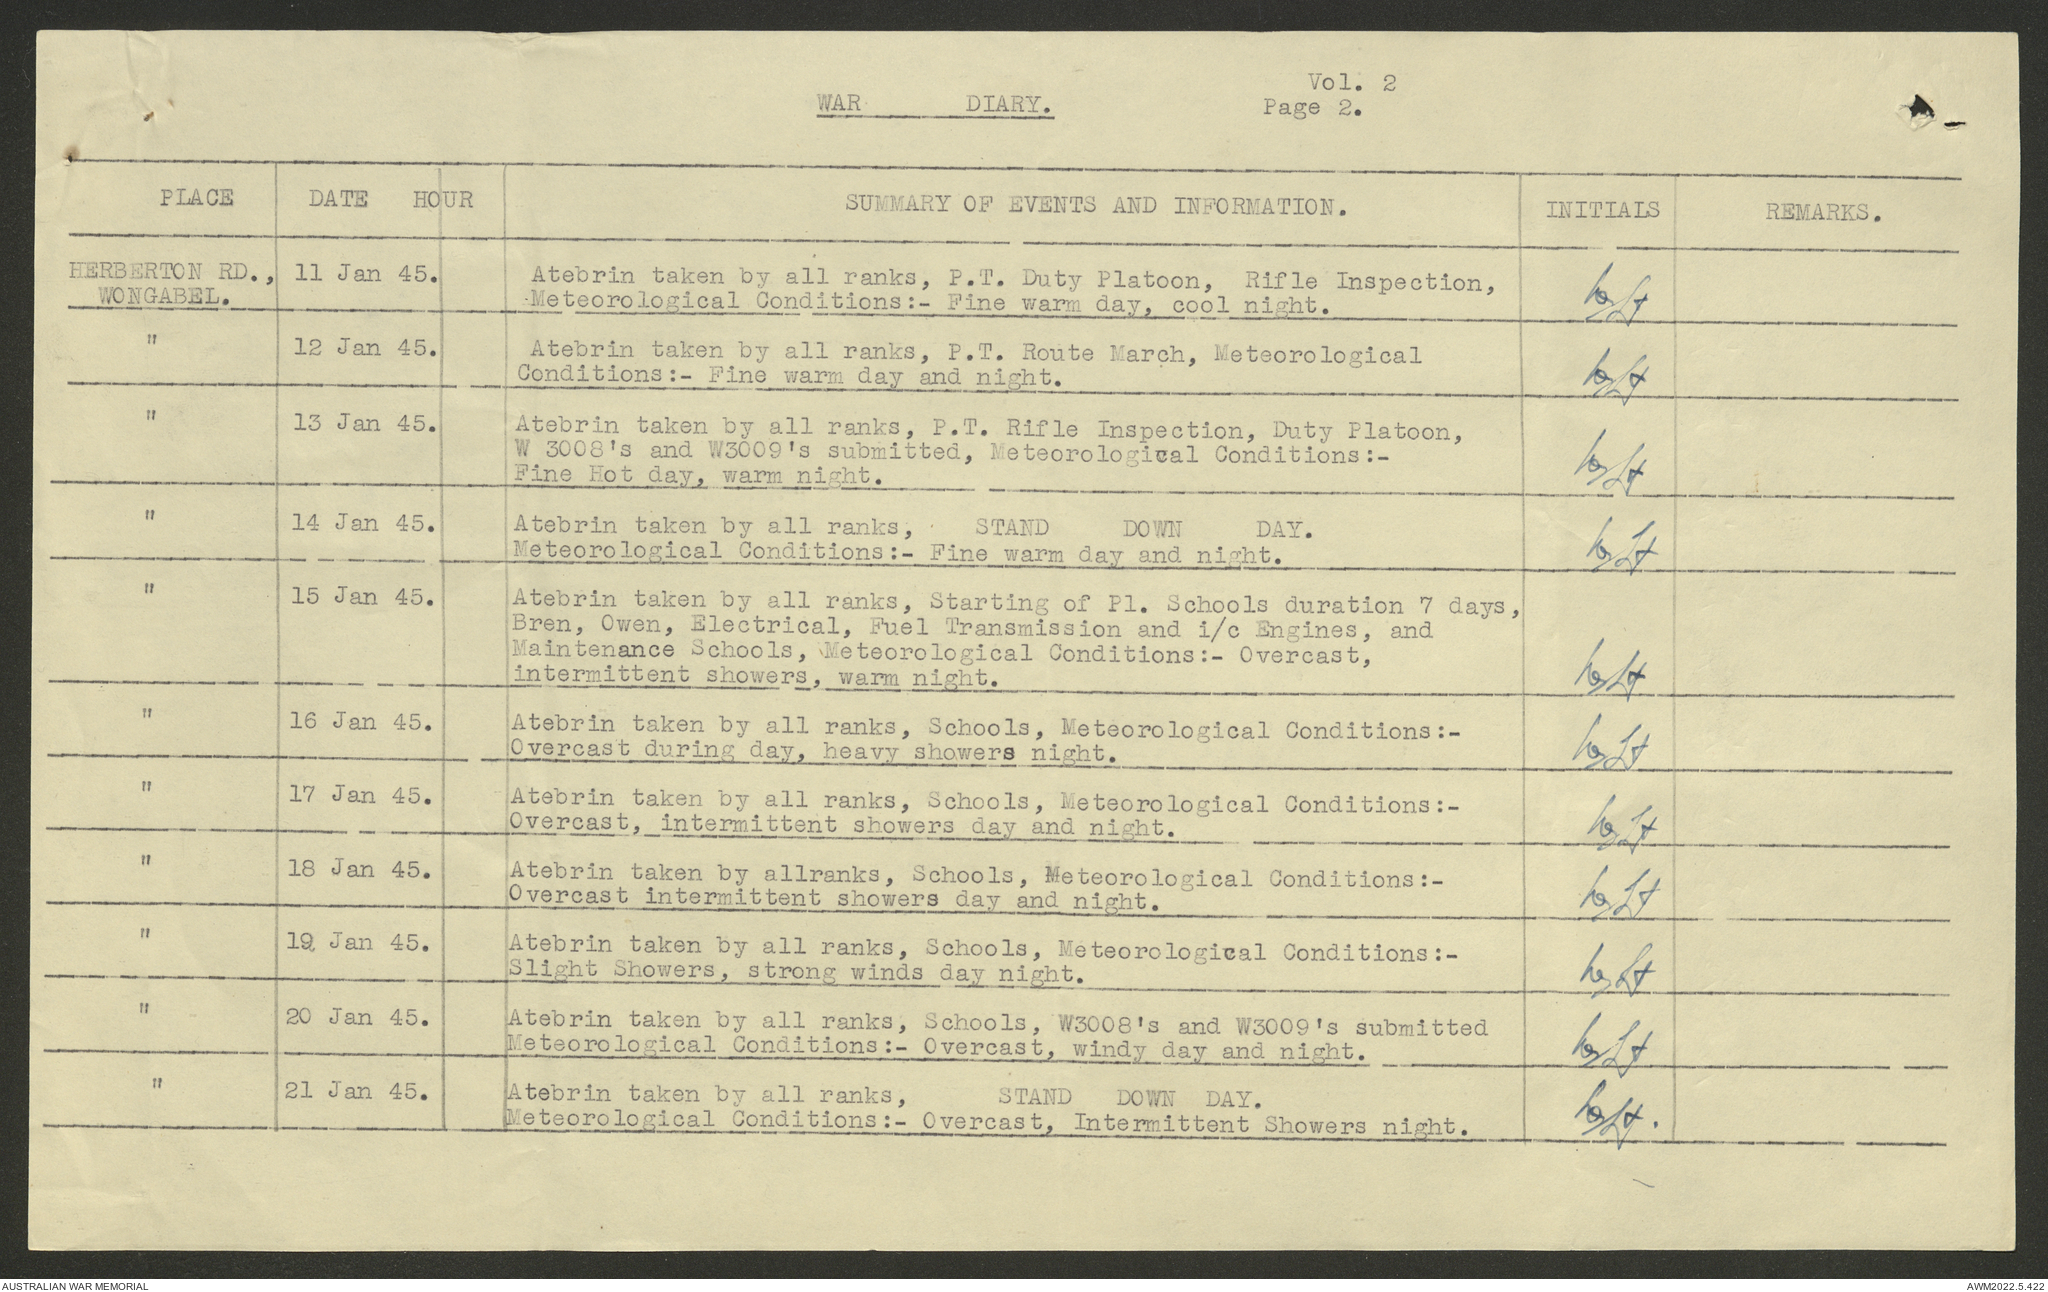 Vol. 2
WAR DIARY. Page 2.
PLACE DATE HOUR SUMMARY OF EVENTS AND INFORMATION. INITIALS REMARKS.
HERBERTON RD., 11 Jan 45. Atebrin taken by all ranks, P.T. Duty Platoon, Rifle Inspection,
WONGABEL. Meteorological Conditions:- Fine warm day, cool night.
" 12 Jan 45. Atebrin taken by all ranks, P.T. Route March, Meteorological
Conditions:- Fine warm day and night.
" 13 Jan 45. Atebrin taken by all ranks, P.T. Rifle Inspection, Duty Platoon,
W 3008's and W3009's submitted, Meteorological Conditions:-
Fine Hot day, warm night.
" 14 Jan 45. Atebrin taken by all ranks, STAND DOWN DAY.
Meteorological Conditions:- Fine warm day and night.
" 15 Jan 45. Atebrin taken by all ranks, Starting of Pl. Schools duration 7 days,
Bren, Owen, Electrical, Fuel Transmission and i/c Engines, and
Maintenance Schools, Meteorological Conditions:- Overcast,
intermittent showers, warm night.
" 16 Jan 45. Atebrin taken by all ranks, Schools, Meteorological Conditions:-
Overcast during day, heavy showers night.
" 17 Jan 45. Atebrin taken by all ranks, Schools, Meteorological Conditions:-
Overcast, intermittent showers day and night.
" 18 Jan 45. Atebrin taken by allranks, Schools, Meteorological Conditions:-
Overcast intermittent showers day and night.
" 19 Jan 45. Atebrin taken by all ranks, Schools, Meteorological Conditions:-
Slight Showers, strong winds day night.
" 20 Jan 45. Atebrin taken by all ranks, Schools, W3008's and W3009's submitted
Meteorological Conditions:- Overcast, windy day and night.
" 21 Jan 45. Atebrin taken by all ranks, STAND DOWN DAY.
Meteorological Conditions:- Overcast, Intermittent Showers night.
AUSTRALIAN WAR MEMORIAL AWM2022.5.422